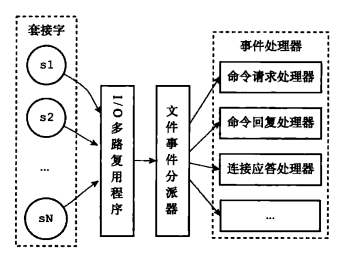 套接字
s1
s2
...
sN
I/O多路复用程序
文件事件分派器
事件处理器
命令请求处理器
命令回复处理器
连接应答处理器
...